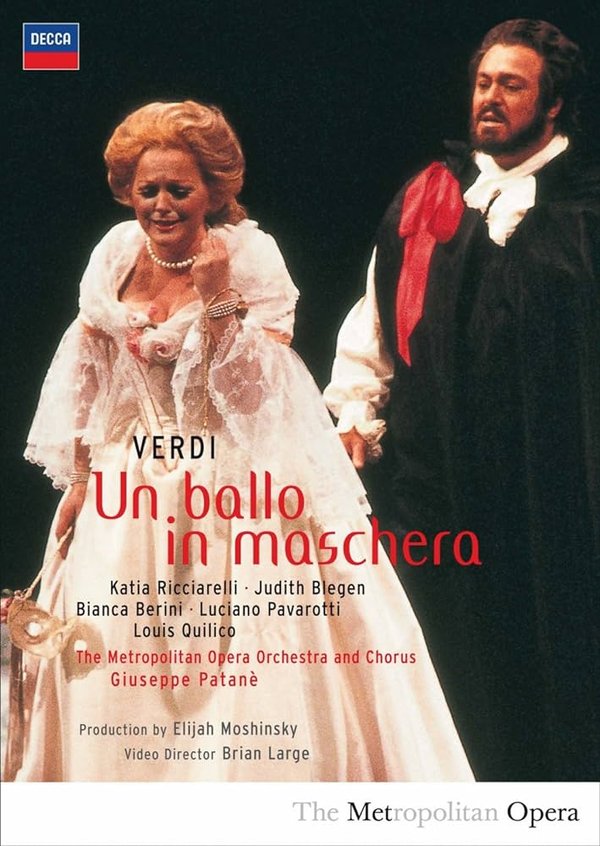 DECCA
VERDI
Un ballo
in maschera
Katia Ricciarelli · Judith Blegen
Bianca Berini · Luciano Pavarotti
Louis Quilico
The Metropolitan Opera Orchestra and Chorus
Giuseppe Patanè
Production by Elijah Moshinsky
Video Director Brian Large
The Metropolitan Opera